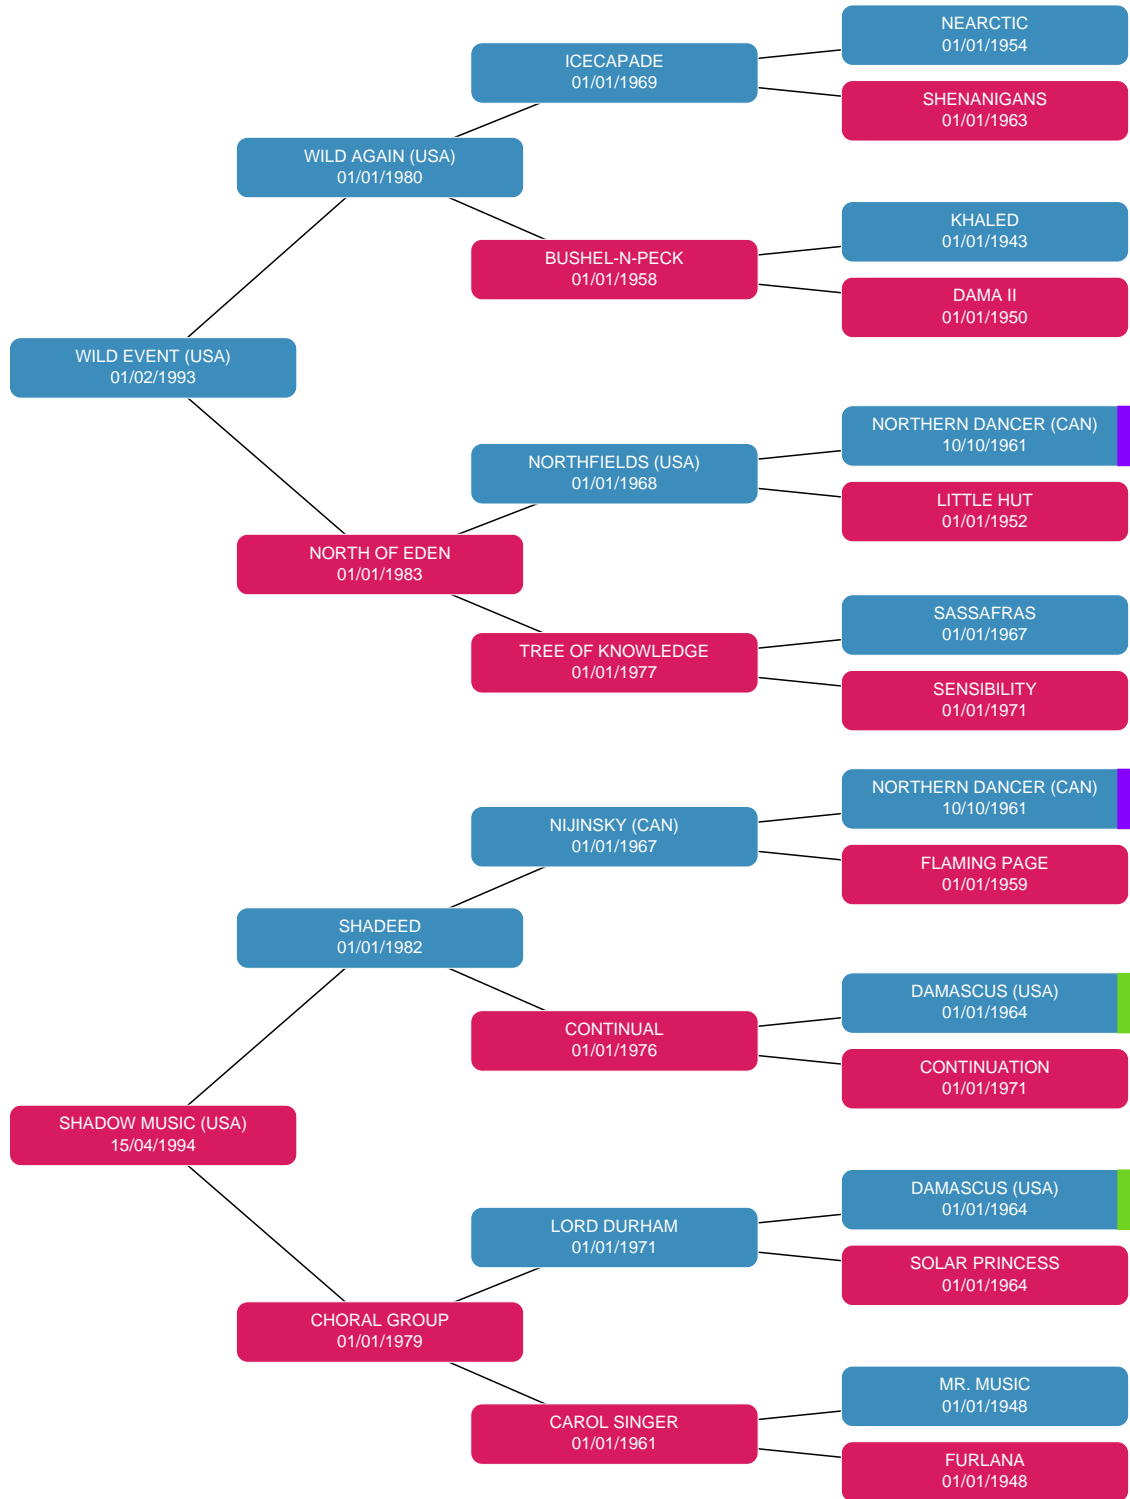 NEARCTIC
01/01/1954
ICECAPADE
01/01/1969
SHENANIGANS
01/01/1963
WILD AGAIN (USA)
01/01/1980
KHALED
01/01/1943
BUSHEL-N-PECK
01/01/1958
DAMA II
01/01/1950
WILD EVENT (USA)
01/02/1993
NORTHERN DANCER (CAN)
10/10/1961
NORTHFIELDS (USA)
01/01/1968
LITTLE HUT
01/01/1952
NORTH OF EDEN
01/01/1983
SASSAFRAS
01/01/1967
TREE OF KNOWLEDGE
01/01/1977
SENSIBILITY
01/01/1971
NORTHERN DANCER (CAN)
10/10/1961
NIJINSKY (CAN)
01/01/1967
FLAMING PAGE
01/01/1959
SHADEED
01/01/1982
DAMASCUS (USA)
01/01/1964
CONTINUAL
01/01/1976
CONTINUATION
01/01/1971
SHADOW MUSIC (USA)
15/04/1994
DAMASCUS (USA)
01/01/1964
LORD DURHAM
01/01/1971
SOLAR PRINCESS
01/01/1964
CHORAL GROUP
01/01/1979
MR. MUSIC
01/01/1948
CAROL SINGER
01/01/1961
FURLANA
01/01/1948